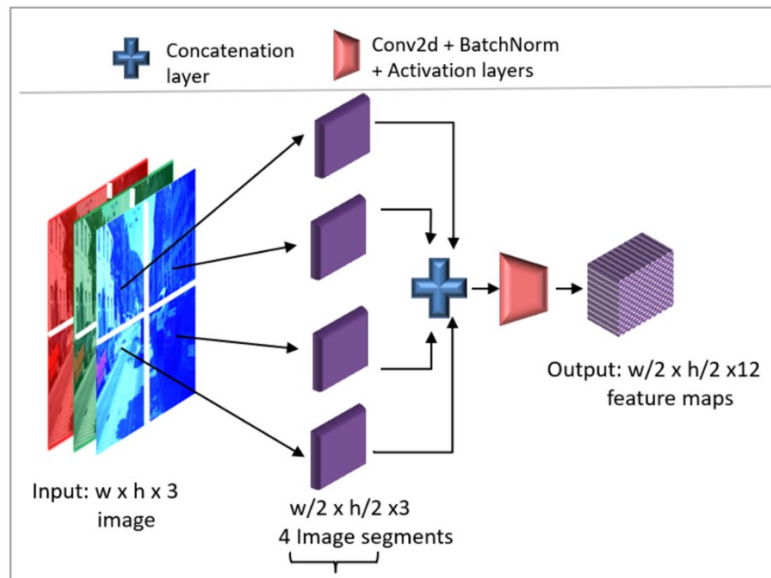 Concatenation
layer
Conv2d + BatchNorm
+ Activation layers
Input: w x h x 3
image
w/2 x h/2 x3
4 Image segments
Output: w/2 x h/2 x12
feature maps